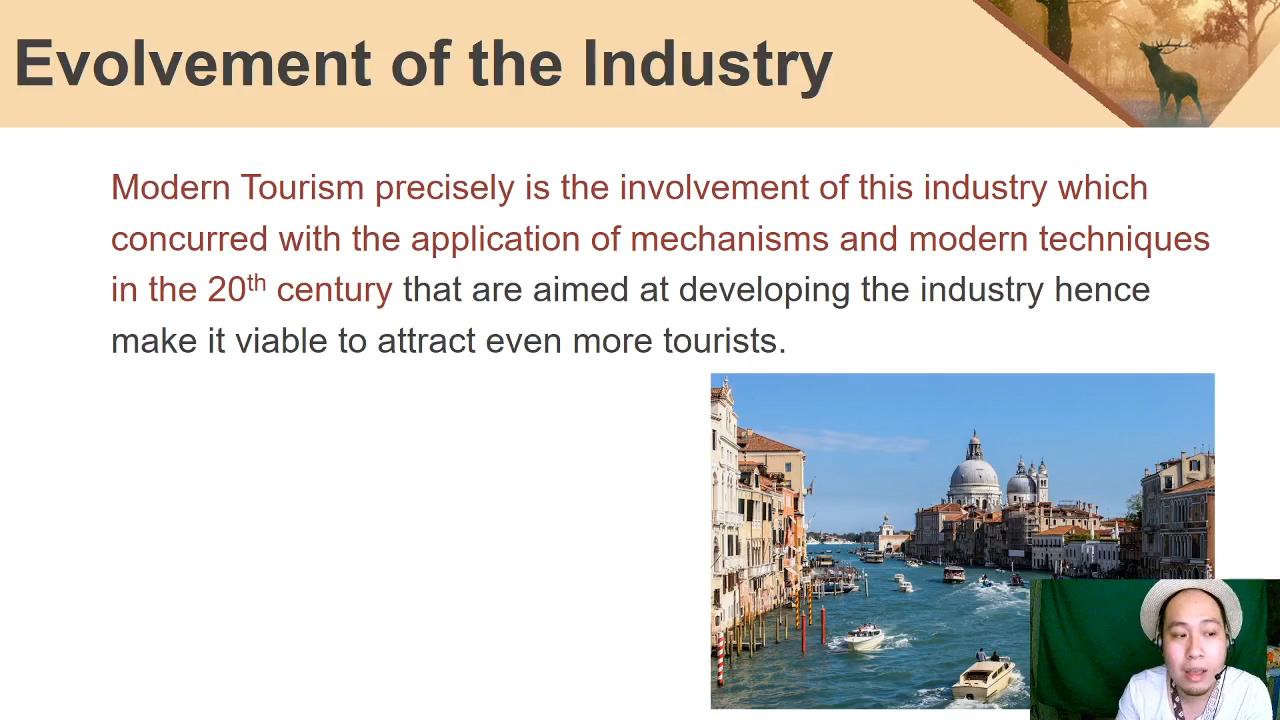 Evolvement of the Industry
Modern Tourism precisely is the involvement of this industry which
concurred with the application of mechanisms and modern techniques
in the 20th century that are aimed at developing the industry hence
make it viable to attract even more tourists.